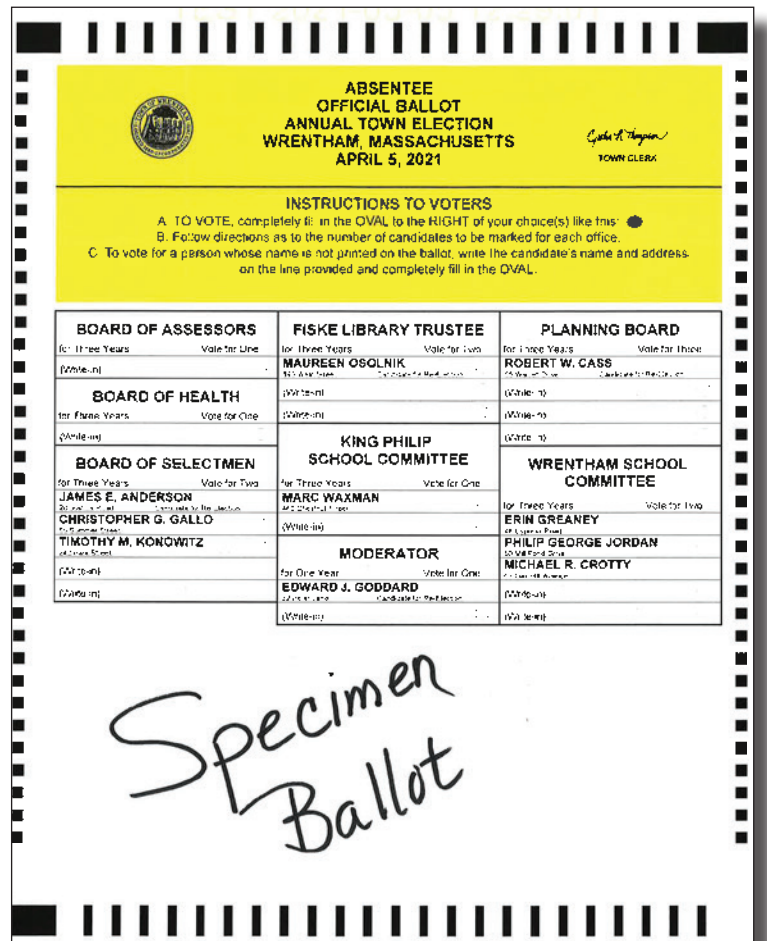 ABSENTEE
OFFICIAL BALLOT
ANNUAL TOWN ELECTION
WRENTHAM, MASSACHUSETTS
APRIL 5, 2021
TOWN CLERK
INSTRUCTIONS TO VOTERS
A. TO VOTE, completely fill in the OVAL to the RIGHT of your choice(s) like this:
B. Follow directions as to the number of candidates to be marked for each office.
C. To vote for a person whose name is not printed on the ballot, write the candidate's name and address
on the line provided and completely fill in the OVAL.
BOARD OF ASSESSORS
for Three Years Vote for One
(Write-in)
BOARD OF HEALTH
for Three Years Vote for One
(Write-in)
BOARD OF SELECTMEN
for Three Years Vote for Two
JAMES E. ANDERSON
Candidate for Re-Election
CHRISTOPHER G. GALLO
TIMOTHY M. KONOWITZ
(Write-in)
(Write-in)
FISKE LIBRARY TRUSTEE
for Three Years Vote for Two
MAUREEN OSOLNIK
Candidate for Re-Election
(Write-in)
(Write-in)
KING PHILIP
SCHOOL COMMITTEE
for Three Years Vote for One
MARC WAXMAN
(Write-in)
MODERATOR
for One Year Vote for One
EDWARD J. GODDARD
Candidate for Re-Election
(Write-in)
PLANNING BOARD
for Three Years Vote for Three
ROBERT W. CASS
Candidate for Re-Election
(Write-in)
(Write-in)
(Write-in)
WRENTHAM SCHOOL
COMMITTEE
for Three Years Vote for Two
ERIN GREANEY
PHILIP GEORGE JORDAN
MICHAEL R. CROTTY
(Write-in)
(Write-in)
Specimen
Ballot